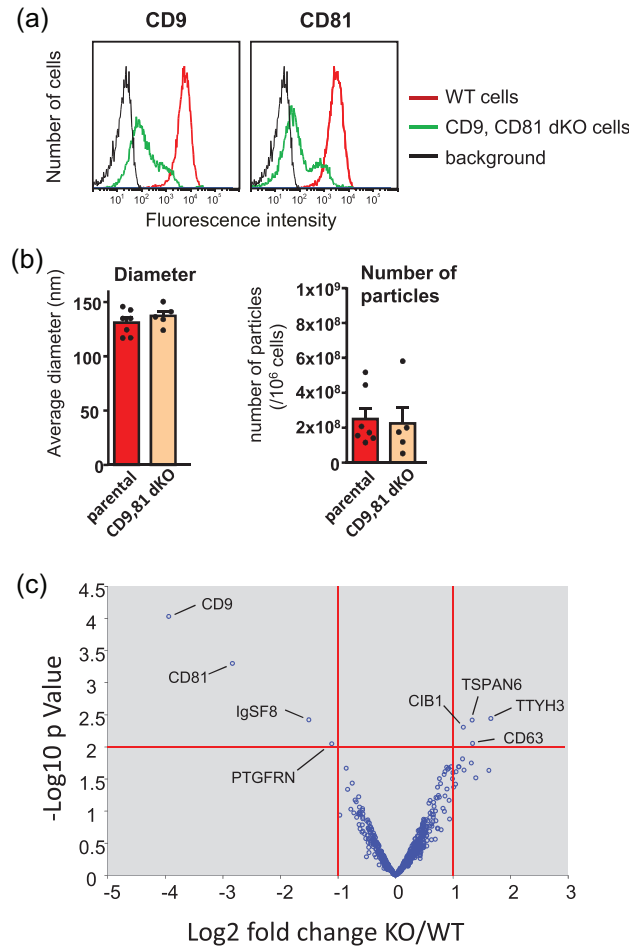 (a)
CD9 CD81
Number of cells
10¹ 10² 10³ 10⁴ 10⁵ 10¹ 10² 10³ 10⁴ 10⁵
Fluorescence intensity
WT cells
CD9, CD81 dKO cells
background
(b)
Diameter
Average diameter (nm)
150
100
50
0
parental
CD9,81 dKO
Number of
particles
number of particles
(/10⁶ cells)
1x10⁹
8x10⁸
6x10⁸
4x10⁸
2x10⁸
0
parental
CD9,81 dKO
(c)
-Log10 p Value
4.5
4
3.5
3
2.5
2
1.5
1
0.5
0
CD9
CD81
IgSF8
PTGFRN
CIB1
TSPAN6
TTYH3
CD63
-5 -4 -3 -2 -1 0 1 2 3
Log2 fold change KO/WT